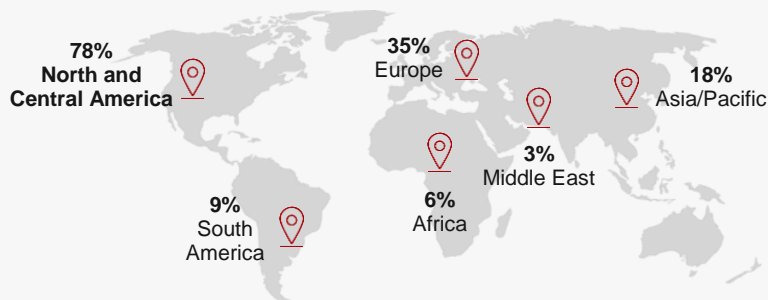 78%
North and
Central America
35%
Europe
18%
Asia/Pacific
3%
Middle East
6%
Africa
9%
South
America